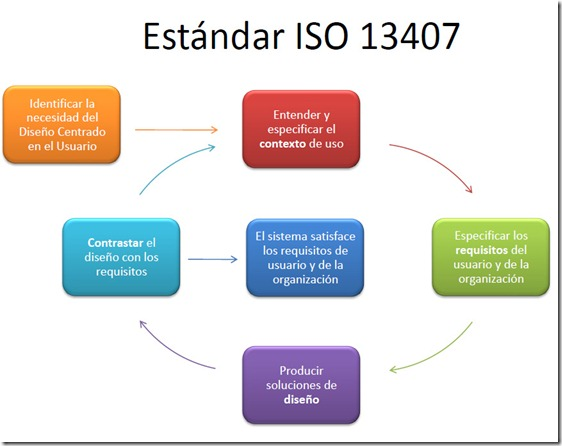 Estándar ISO 13407
Identificar la
necesidad del
Diseño Centrado
en el Usuario
Entender y
especificar el
contexto de uso
Contrastar el
diseño con los
requisitos
El sistema satisface
los requisitos de
usuario y de la
organización
Especificar los
requisitos del
usuario y de la
organización
Producir
soluciones de
diseño